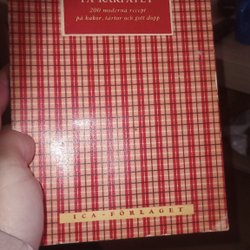 PÅ KAKFATET
200 moderna recept
på kakor, tårtor och gott dopp
ICA-FÖRLAGET